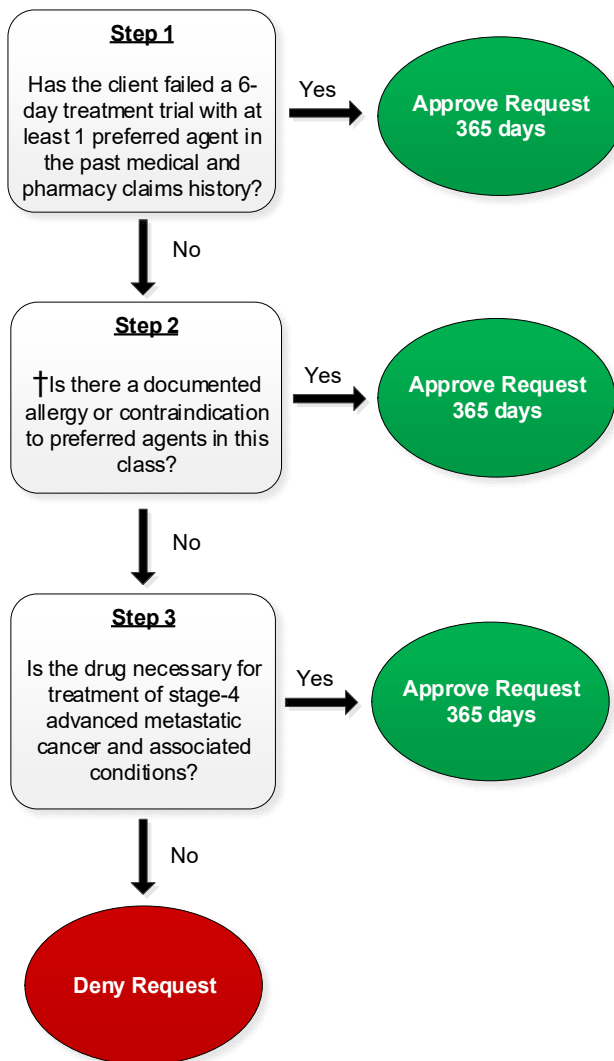 Step 1
Has the client failed a 6-
day treatment trial with at
least 1 preferred agent in
the past medical and
pharmacy claims history?
Yes
Approve Request
365 days
No
Step 2
†Is there a documented
allergy or contraindication
to preferred agents in this
class?
Yes
Approve Request
365 days
No
Step 3
Is the drug necessary for
treatment of stage-4
advanced metastatic
cancer and associated
conditions?
Yes
Approve Request
365 days
No
Deny Request